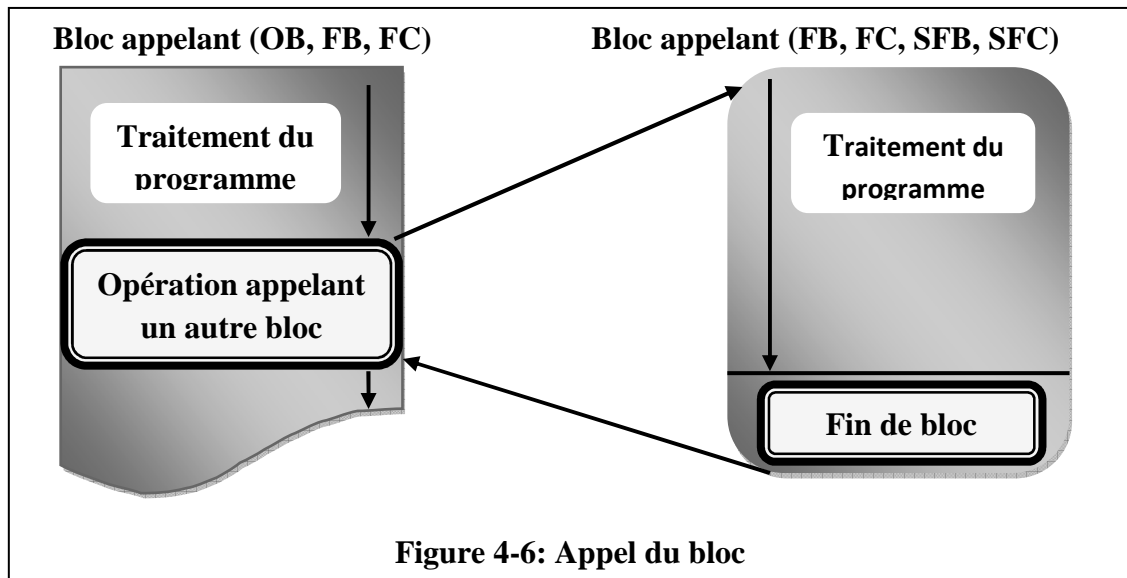 Bloc appelant (OB, FB, FC)
Bloc appelant (FB, FC, SFB, SFC)
Traitement du
programme
Traitement du
programme
Opération appelant
un autre bloc
Fin de bloc
Figure 4-6: Appel du bloc